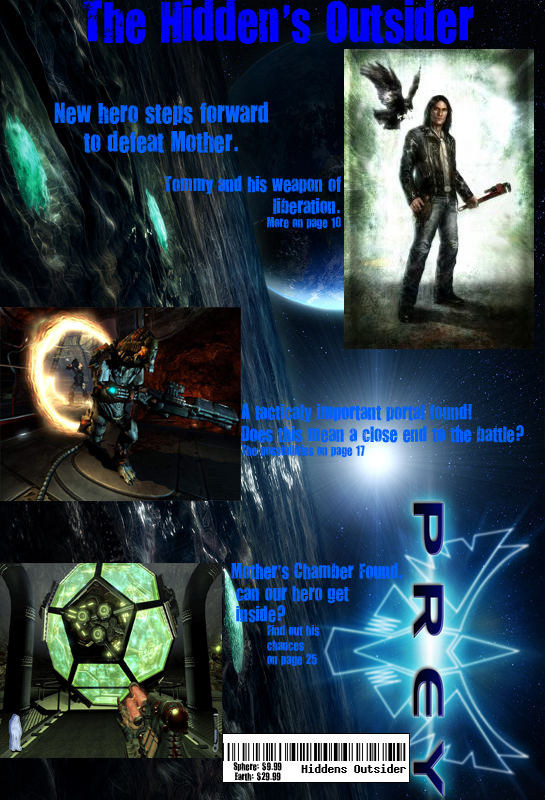 The Hidden's Outsider
New hero steps forward
to defeat Mother.
Tommy and his weapon of
liberation.
More on page 10
A tacticaly important portal found!
Does this mean a close end to the battle?
The possibilities on page 17
Mother's Chamber Found.
can our hero get
inside?
Find out his
chances
on page 25
PREY
Sphere: $9.99
Earth: $29.99
Hiddens Outsider